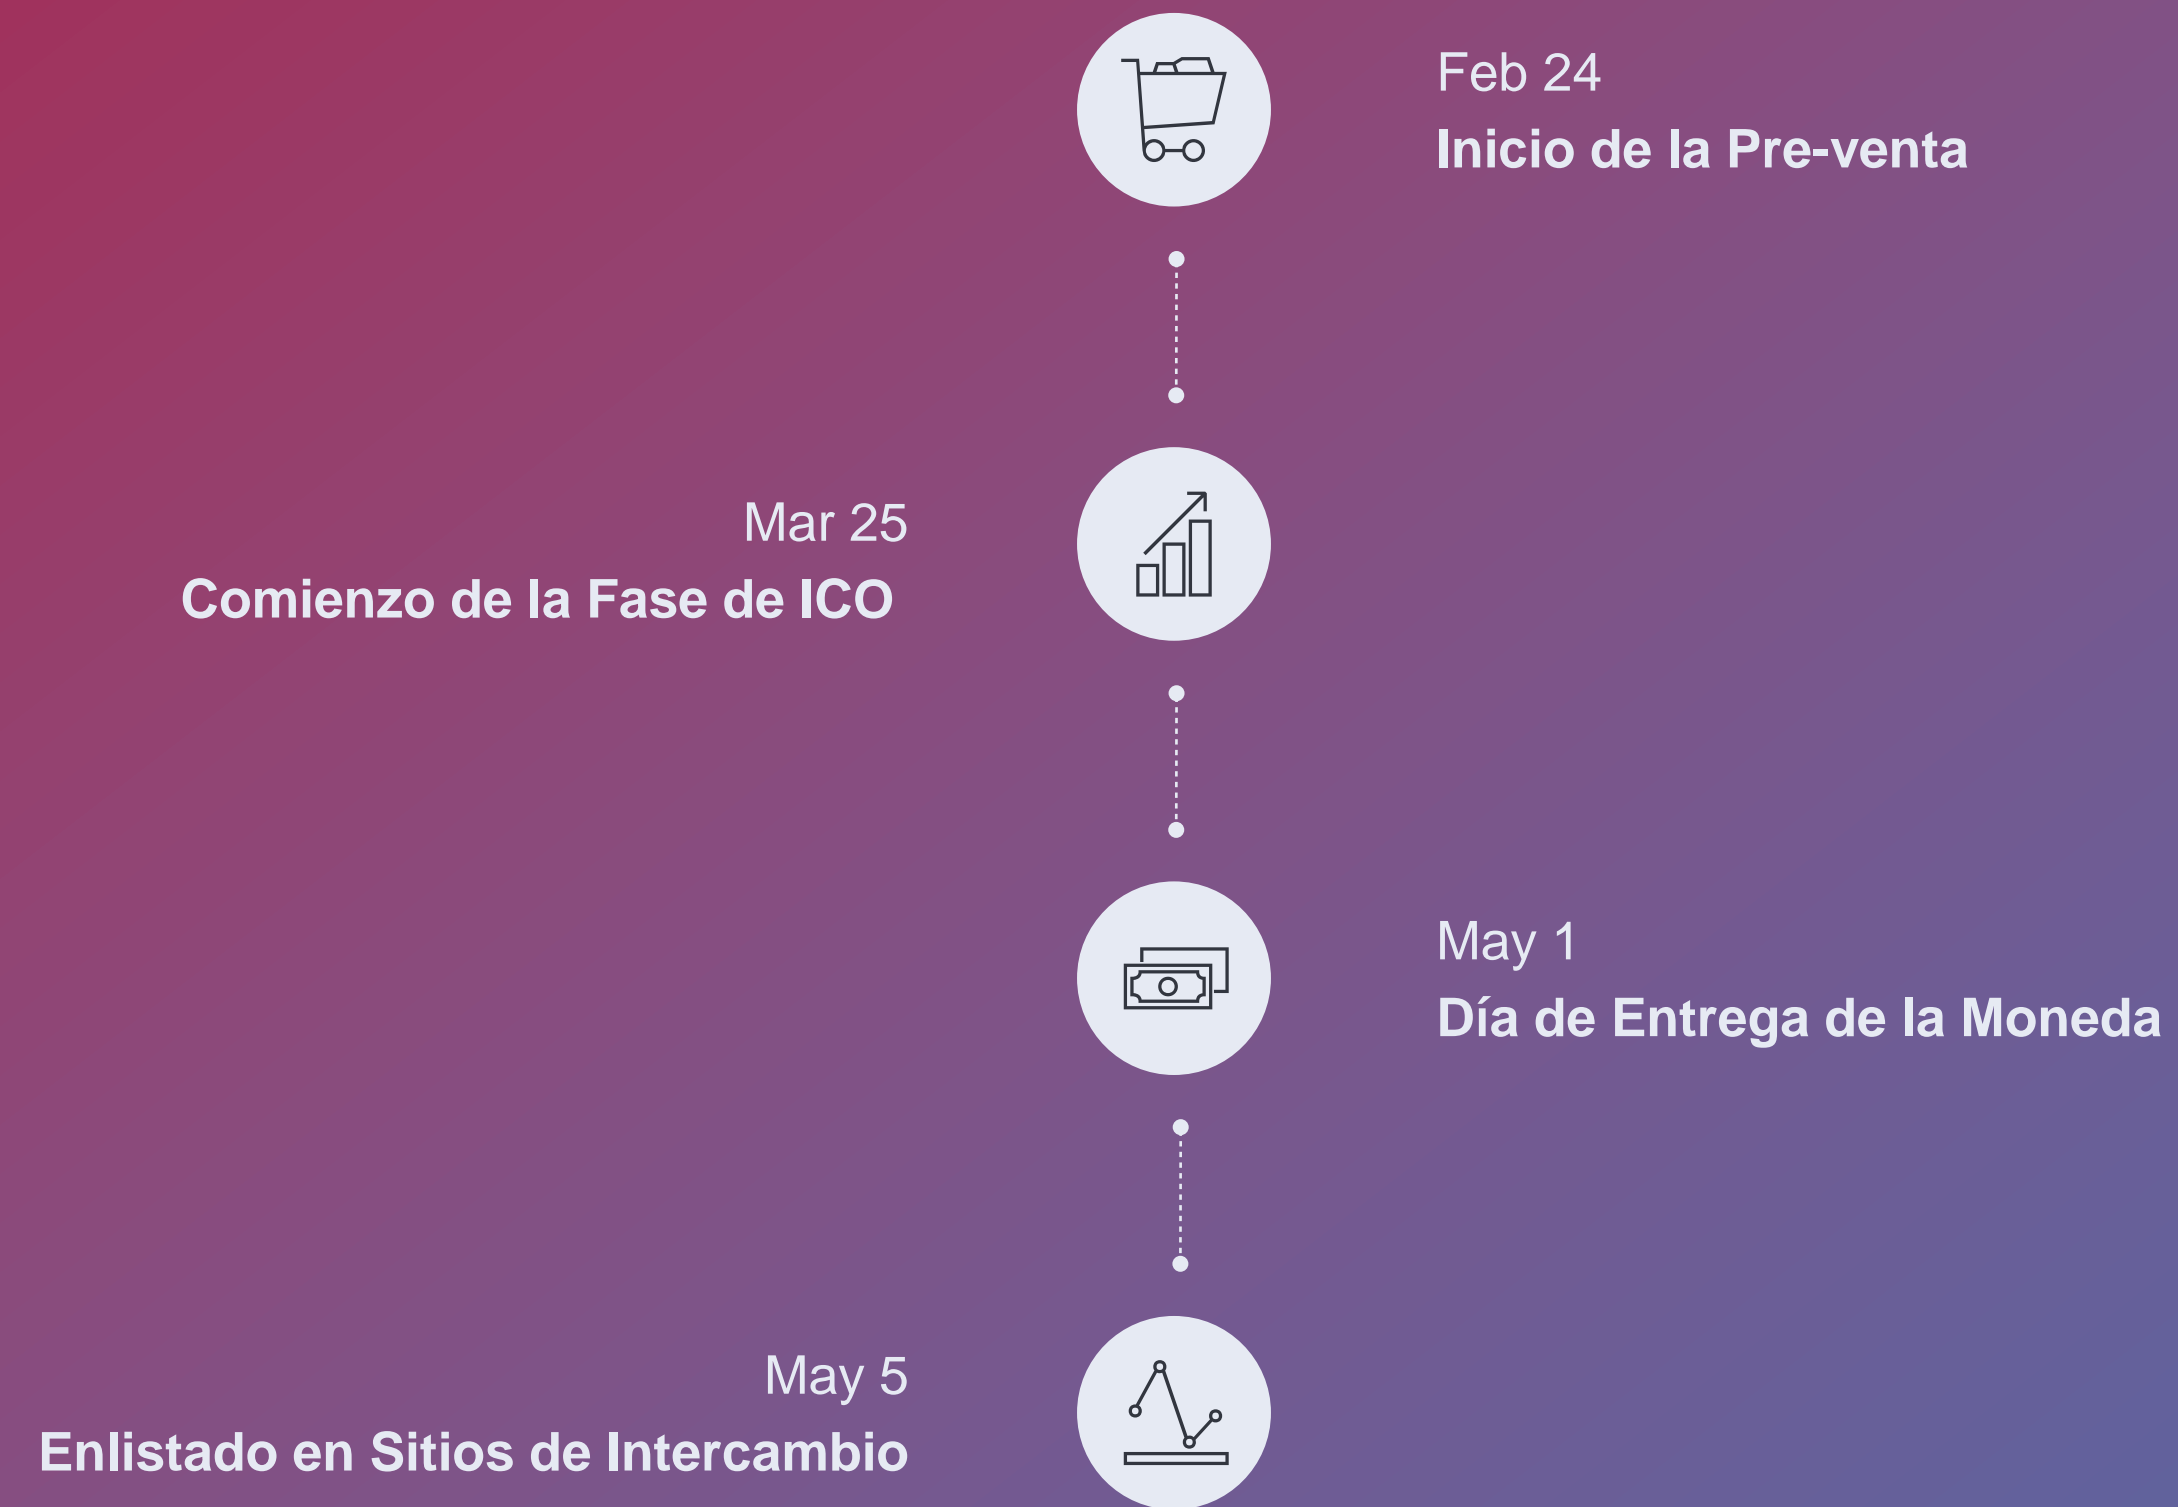 Feb 24
Inicio de la Pre-venta
Mar 25
Comienzo de la Fase de ICO
May 1
Día de Entrega de la Moneda
May 5
Enlistado en Sitios de Intercambio